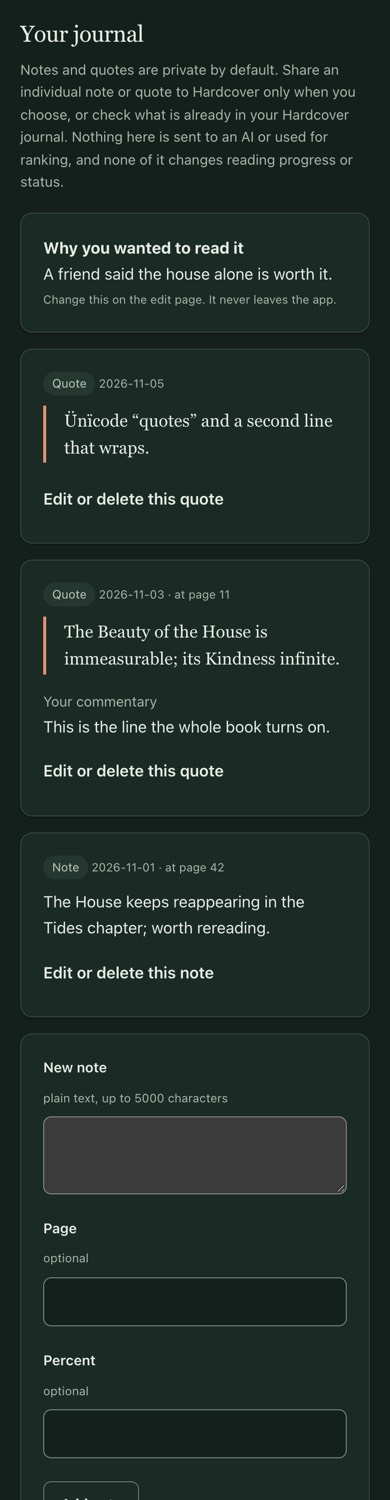 Your journal
Notes and quotes are private by default. Share an
individual note or quote to Hardcover only when you
choose, or check what is already in your Hardcover
journal. Nothing here is sent to an AI or used for
ranking, and none of it changes reading progress or
status.
Why you wanted to read it
A friend said the house alone is worth it.
Change this on the edit page. It never leaves the app.
Quote 2026-11-05
Ünïcode “quotes” and a second line
that wraps.
Edit or delete this quote
Quote 2026-11-03 · at page 11
The Beauty of the House is
immeasurable; its Kindness infinite.
Your commentary
This is the line the whole book turns on.
Edit or delete this quote
Note 2026-11-01 · at page 42
The House keeps reappearing in the
Tides chapter; worth rereading.
Edit or delete this note
New note
plain text, up to 5000 characters
Page
optional
Percent
optional